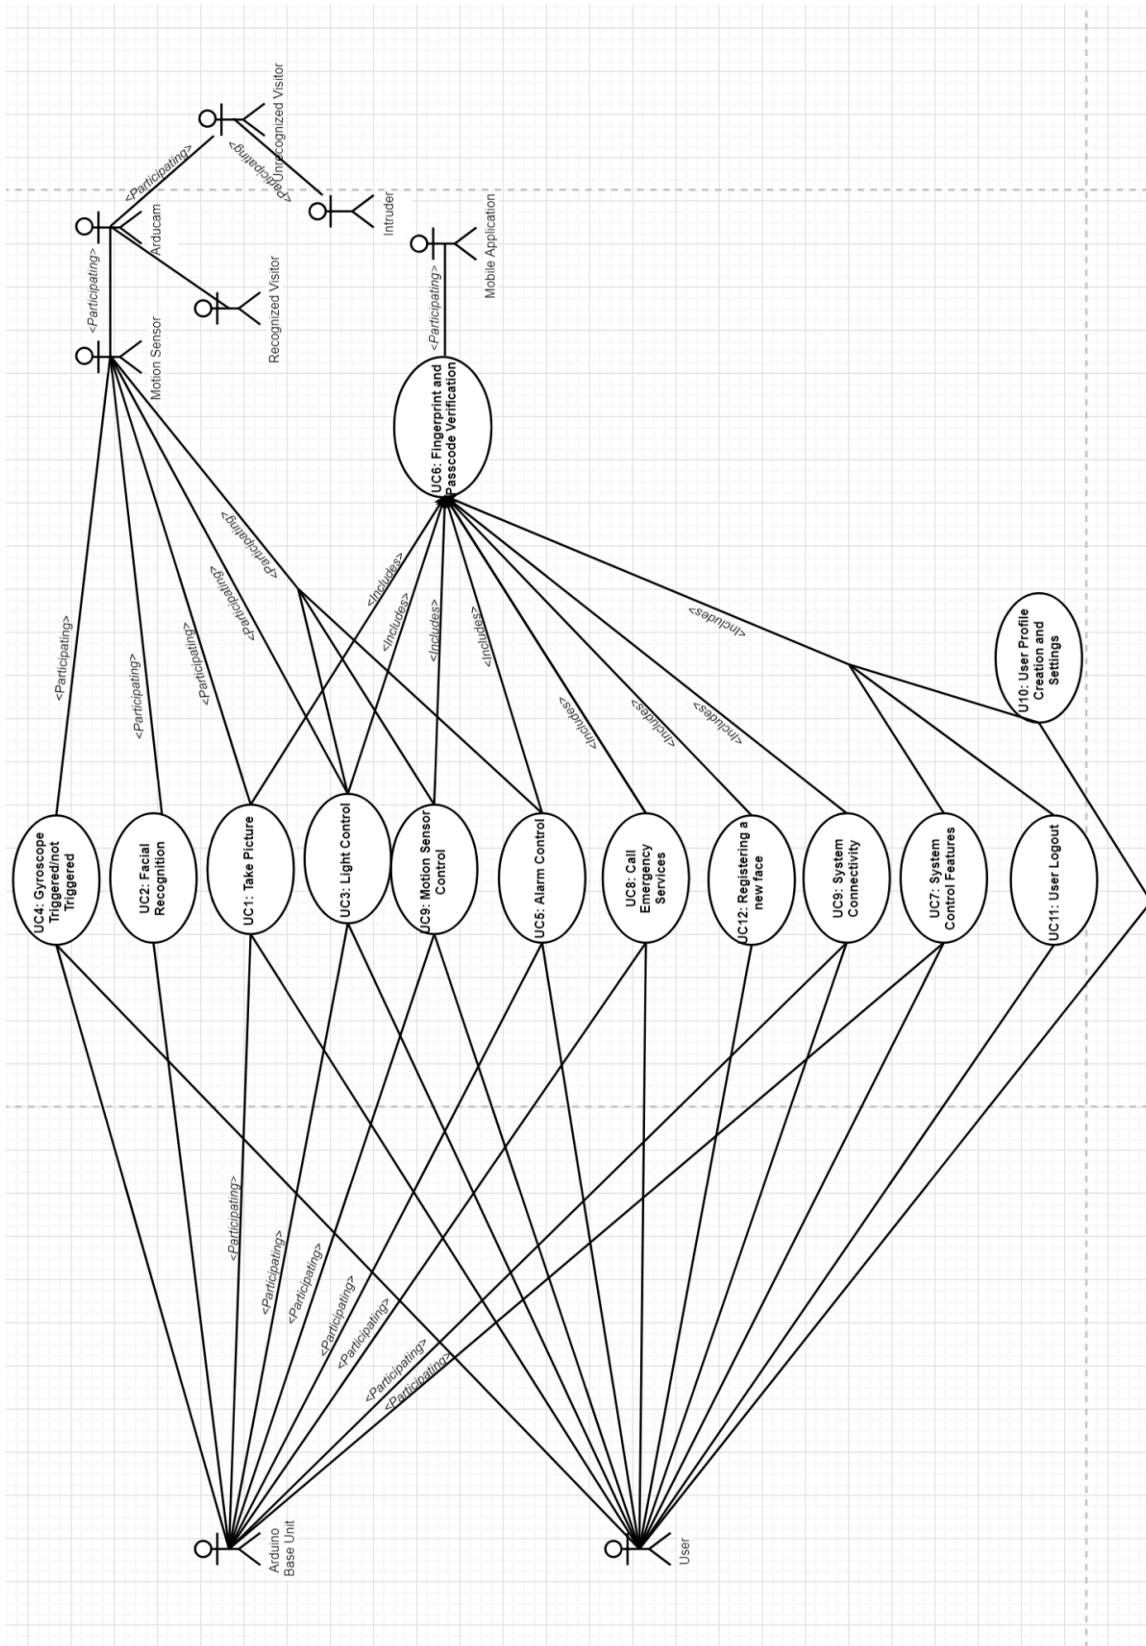 UC4: Gyroscope
Triggered/not
Triggered
<Participating>
<Participating>
Motion Sensor
Arducam
<Participating>
UC2: Facial
Recognition
<Participating>
UC1: Take Picture
<Participating>
<Participating>
<Participating>
Recognized Visitor
Unrecognized Visitor
<Participating>
<Participating>
Arduino
Base Unit
<Participating>
<Participating>
<Participating>
<Participating>
<Participating>
<Participating>
UC3: Light Control
Intruder
<Includes>
<Includes>
<Includes>
<Includes>
UC9: Motion Sensor
Control
UC6: Fingerprint and
Passcode Verification
<Participating>
Mobile Application
UC5: Alarm Control
<Includes>
UC8: Call
Emergency
Services
<Includes>
<Includes>
<Includes>
User
UC12: Registering a
new face
UC9: System
Connectivity
UC7: System
Control Features
U10: User Profile
Creation and
Settings
UC11: User Logout
<Participating>